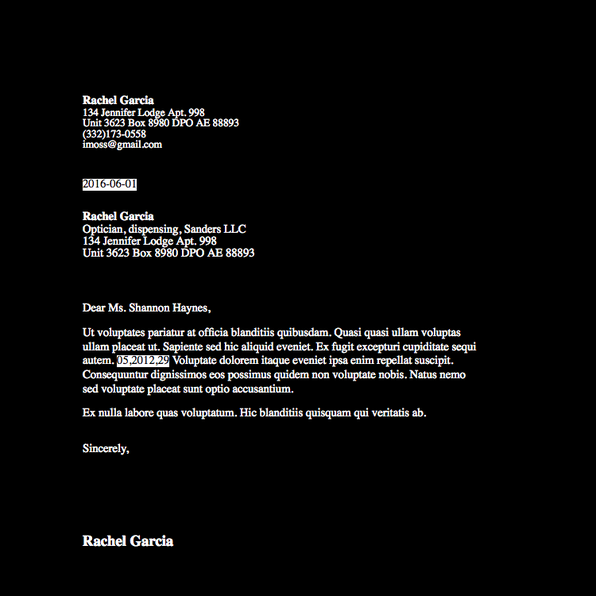 Rachel Garcia
134 Jennifer Lodge Apt. 998
Unit 3623 Box 8980 DPO AE 88893
(332)173-0558
imoss@gmail.com
2016-06-01
Rachel Garcia
Optician, dispensing, Sanders LLC
134 Jennifer Lodge Apt. 998
Unit 3623 Box 8980 DPO AE 88893
Dear Ms. Shannon Haynes,
Ut voluptates pariatur at officia blanditiis quibusdam. Quasi quasi ullam voluptas
ullam placeat ut. Sapiente sed hic aliquid eveniet. Ex fugit excepturi cupiditate sequi
autem. 05,2012,29 Voluptate dolorem itaque eveniet ipsa enim repellat suscipit.
Consequuntur dignissimos eos possimus quidem non voluptate nobis. Natus nemo
sed voluptate placeat sunt optio accusantium.
Ex nulla labore quas voluptatum. Hic blanditiis quisquam qui veritatis ab.
Sincerely,
Rachel Garcia